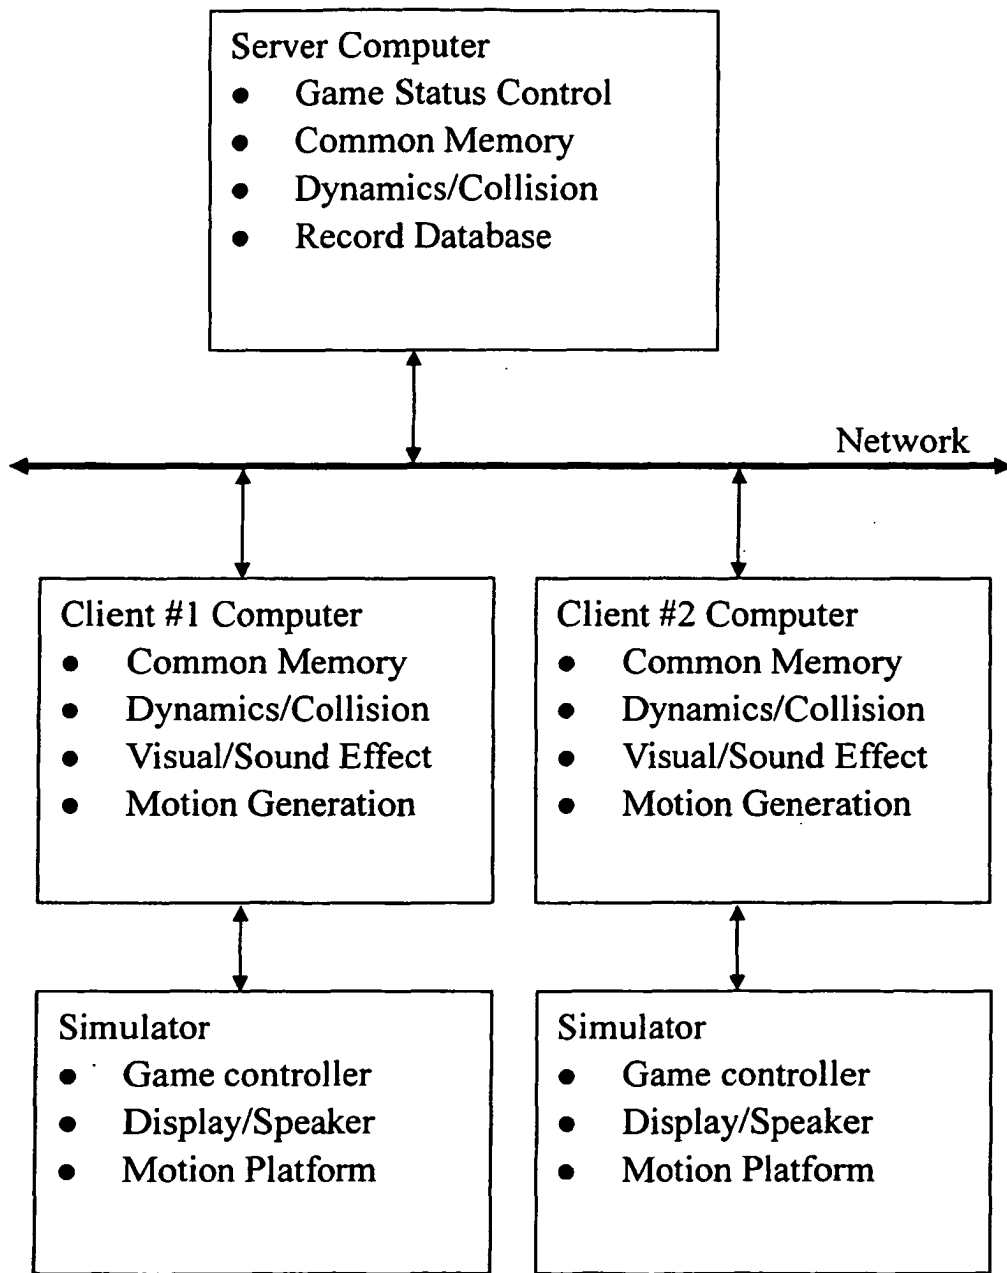 Server Computer
● Game Status Control
● Common Memory
● Dynamics/Collision
● Record Database
Network
Client #1 Computer
● Common Memory
● Dynamics/Collision
● Visual/Sound Effect
● Motion Generation
Client #2 Computer
● Common Memory
● Dynamics/Collision
● Visual/Sound Effect
● Motion Generation
Simulator
● Game controller
● Display/Speaker
● Motion Platform
Simulator
● Game controller
● Display/Speaker
● Motion Platform